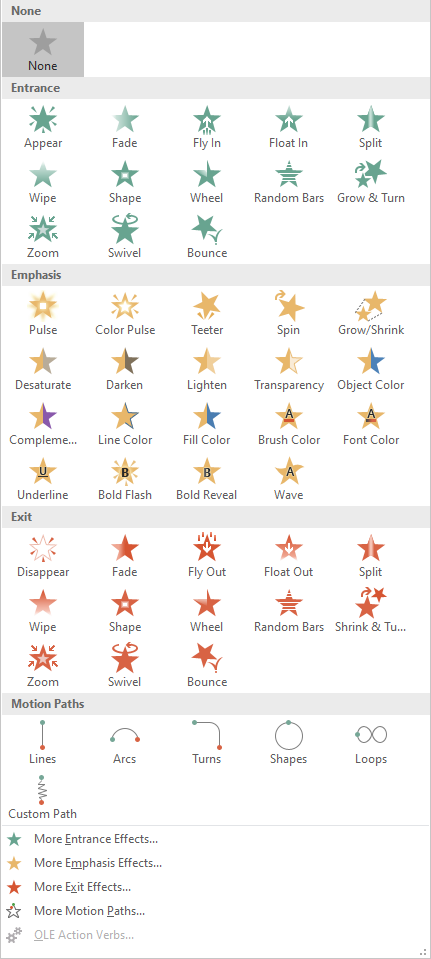 None
None
Entrance
Appear Fade Fly In Float In Split
Wipe Shape Wheel Random Bars Grow & Turn
Zoom Swivel Bounce
Emphasis
Pulse Color Pulse Teeter Spin Grow/Shrink
Desaturate Darken Lighten Transparency Object Color
Compleme... Line Color Fill Color Brush Color Font Color
Underline Bold Flash Bold Reveal Wave
Exit
Disappear Fade Fly Out Float Out Split
Wipe Shape Wheel Random Bars Shrink & Tu...
Zoom Swivel Bounce
Motion Paths
Lines Arcs Turns Shapes Loops
Custom Path
More Entrance Effects...
More Emphasis Effects...
More Exit Effects...
More Motion Paths...
OLE Action Verbs...